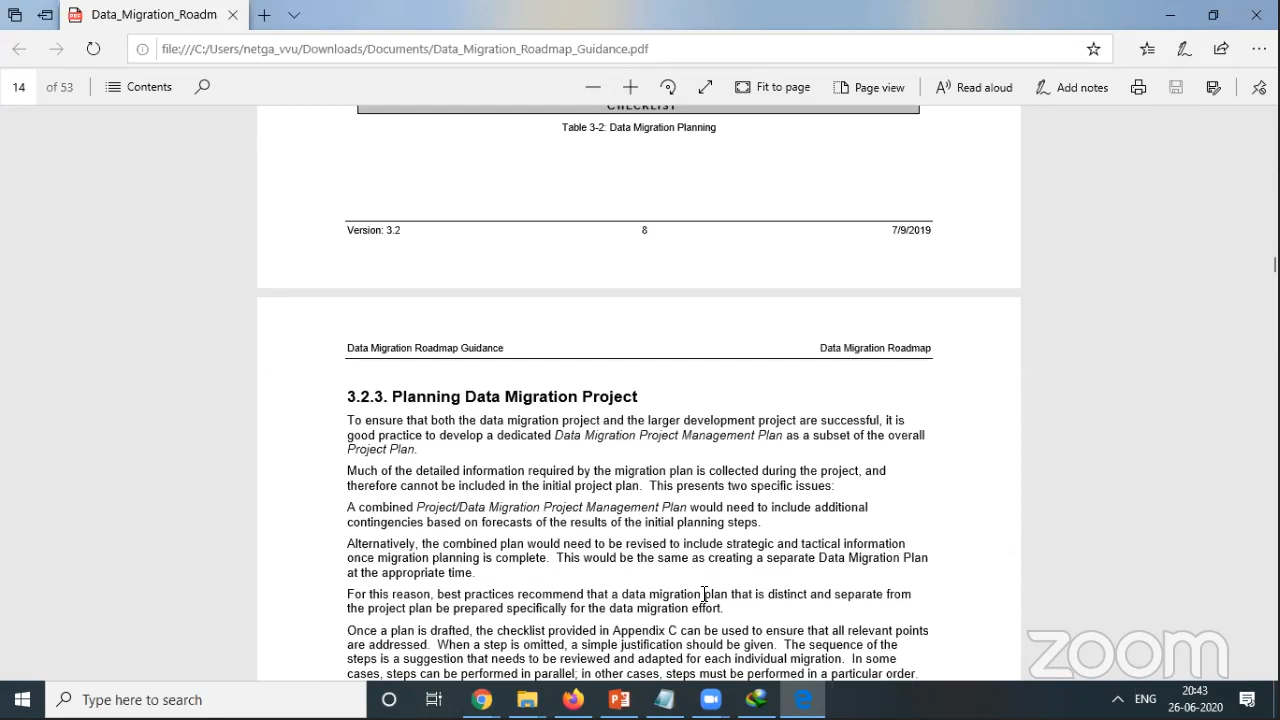 Data_Migration_Roadm
file:///C:/Users/netga_vvu/Downloads/Documents/Data_Migration_Roadmap_Guidance.pdf
14 of 53 Contents Fit to page Page view Read aloud Add notes
CHECKLIST
Table 3-2: Data Migration Planning
Version: 3.2 8 7/9/2019
Data Migration Roadmap Guidance Data Migration Roadmap
3.2.3. Planning Data Migration Project
To ensure that both the data migration project and the larger development project are successful, it is
good practice to develop a dedicated Data Migration Project Management Plan as a subset of the overall
Project Plan.
Much of the detailed information required by the migration plan is collected during the project, and
therefore cannot be included in the initial project plan. This presents two specific issues:
A combined Project/Data Migration Project Management Plan would need to include additional
contingencies based on forecasts of the results of the initial planning steps.
Alternatively, the combined plan would need to be revised to include strategic and tactical information
once migration planning is complete. This would be the same as creating a separate Data Migration Plan
at the appropriate time.
For this reason, best practices recommend that a data migration plan that is distinct and separate from
the project plan be prepared specifically for the data migration effort.
Once a plan is drafted, the checklist provided in Appendix C can be used to ensure that all relevant points
are addressed. When a step is omitted, a simple justification should be given. The sequence of the
steps is a suggestion that needs to be reviewed and adapted for each individual migration. In some
cases, steps can be performed in parallel; in other cases, steps must be performed in a particular order.
zoom
Type here to search
ENG
20:43
26-06-2020